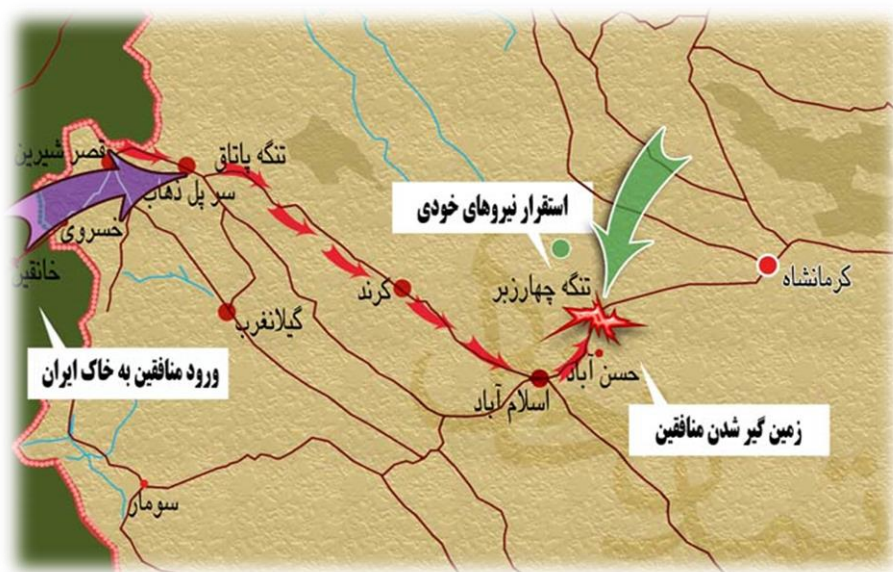 قصر شیرین
تنگه پاتاق
سر پل ذهاب
خسروی
خانقین
استقرار نیروهای خودی
تنگه چهارزبر
کرمانشاه
کرند
گیلانغرب
ورود منافقین به خاک ایران
حسن آباد
اسلام آباد
زمین گیر شدن منافقین
سومار